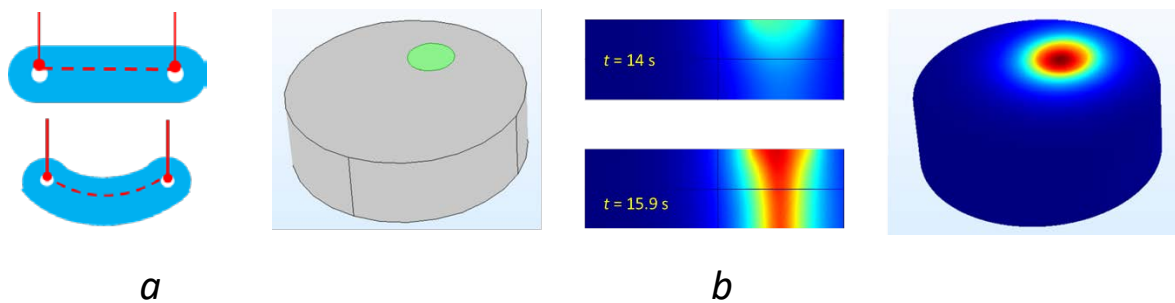 t = 14 s
t = 15.9 s
a
b